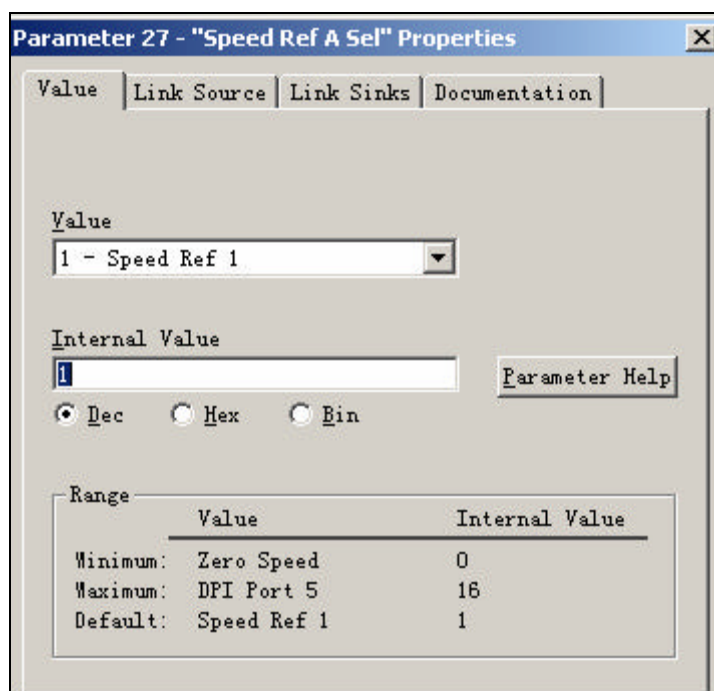 Parameter 27 - "Speed Ref A Sel" Properties
Value Link Source Link Sinks Documentation
Value
1 - Speed Ref 1
Internal Value
1
Parameter Help
Dec Hex Bin
Range
Value Internal Value
Minimum: Zero Speed 0
Maximum: DPI Port 5 16
Default: Speed Ref 1 1